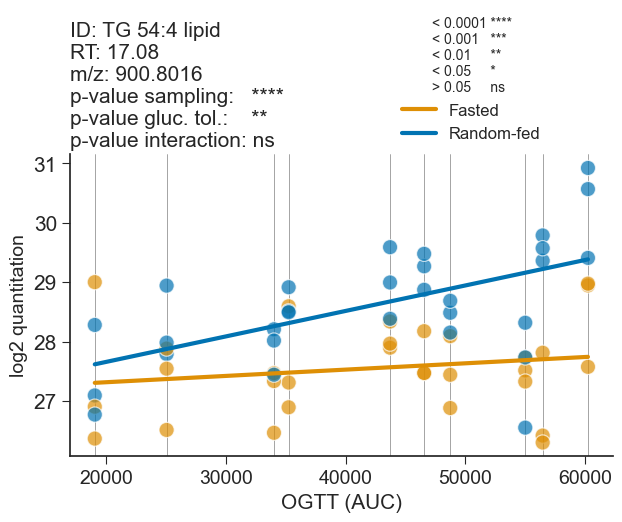 ID: TG 54:4 lipid
RT: 17.08
m/z: 900.8016
p-value sampling: ****
p-value gluc. tol.: **
p-value interaction: ns
< 0.0001 ****
< 0.001 ***
< 0.01 **
< 0.05 *
> 0.05 ns
Fasted
Random-fed
31
30
29
28
27
log2 quantitation
20000 30000 40000 50000 60000
OGTT (AUC)